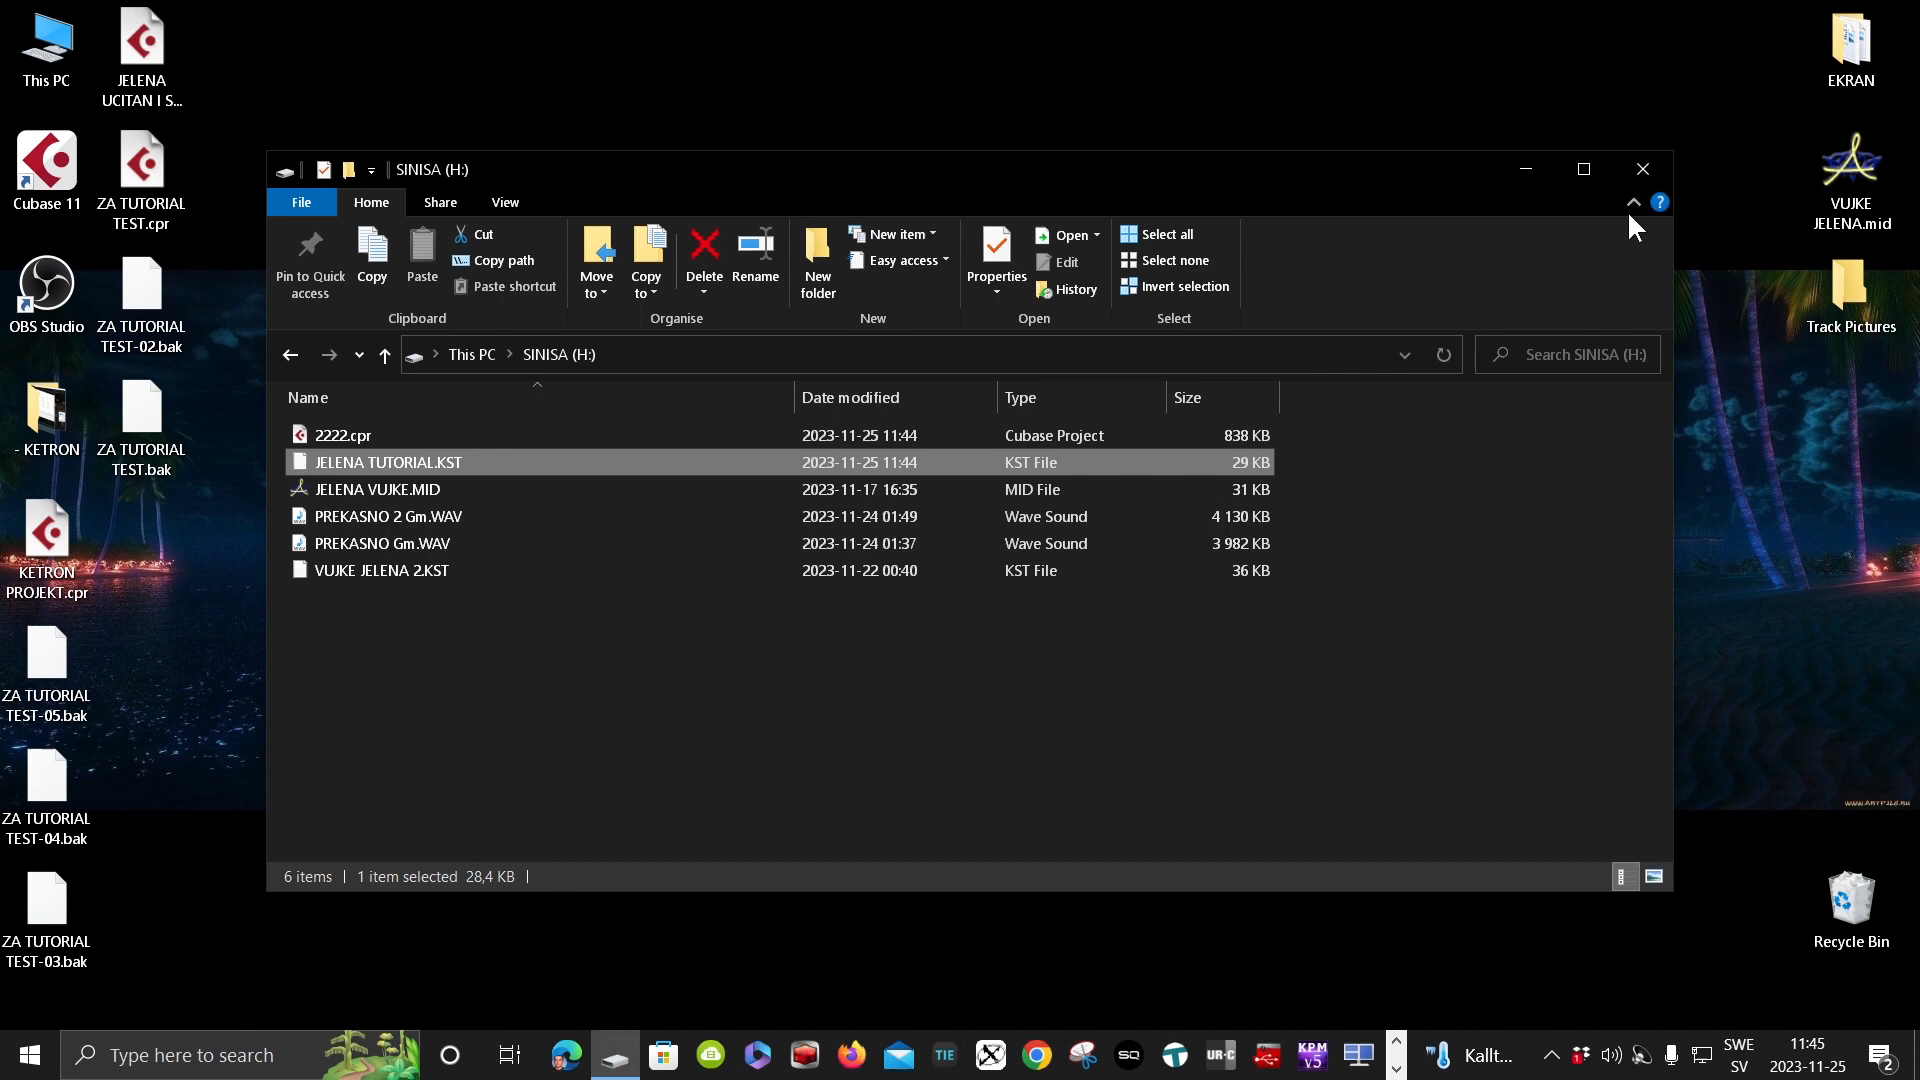 This PC
JELENA
UCITAN I S...
EKRAN
Cubase 11
ZA TUTORIAL
TEST.cpr
VUJKE
JELENA.mid
OBS Studio
ZA TUTORIAL
TEST-02.bak
Track Pictures
- KETRON
ZA TUTORIAL
TEST.bak
KETRON
PROJEKT.cpr
ZA TUTORIAL
TEST-05.bak
ZA TUTORIAL
TEST-04.bak
ZA TUTORIAL
TEST-03.bak
Recycle Bin
www.artfile.ru
SINISA (H:)
File Home Share View
Pin to Quick
access
Copy
Paste
Cut
Copy path
Paste shortcut
Clipboard
Move
to
Copy
to
Delete
Rename
Organise
New
folder
New item
Easy access
New
Properties
Open
Edit
History
Open
Select all
Select none
Invert selection
Select
This PC > SINISA (H:)
Search SINISA (H:)
Name Date modified Type Size
2222.cpr 2023-11-25 11:44 Cubase Project 838 KB
JELENA TUTORIAL.KST 2023-11-25 11:44 KST File 29 KB
JELENA VUJKE.MID 2023-11-17 16:35 MID File 31 KB
PREKASNO 2 Gm.WAV 2023-11-24 01:49 Wave Sound 4 130 KB
PREKASNO Gm.WAV 2023-11-24 01:37 Wave Sound 3 982 KB
VUJKE JELENA 2.KST 2023-11-22 00:40 KST File 36 KB
6 items 1 item selected 28,4 KB
Type here to search
TIE
SQ
UR-C
KPM
v5
Kallt...
SWE
SV
11:45
2023-11-25
2